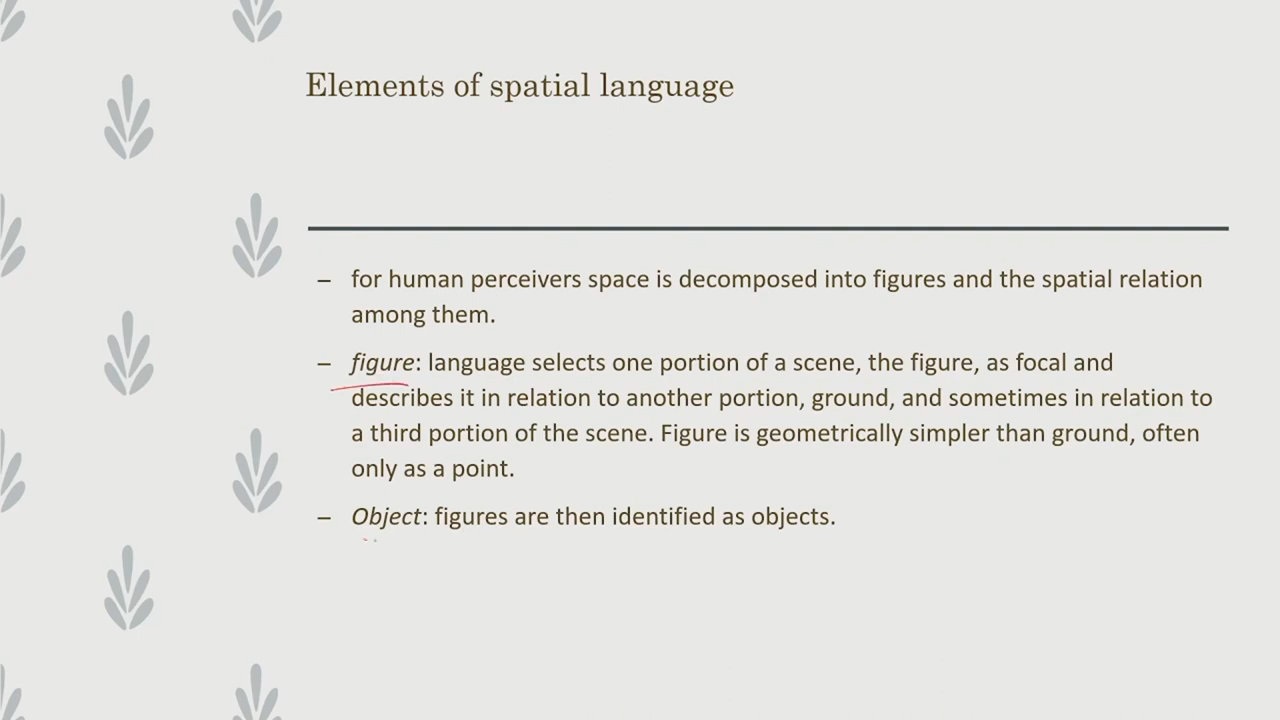 Elements of spatial language
– for human perceivers space is decomposed into figures and the spatial relation
among them.
– figure: language selects one portion of a scene, the figure, as focal and
describes it in relation to another portion, ground, and sometimes in relation to
a third portion of the scene. Figure is geometrically simpler than ground, often
only as a point.
– Object: figures are then identified as objects.